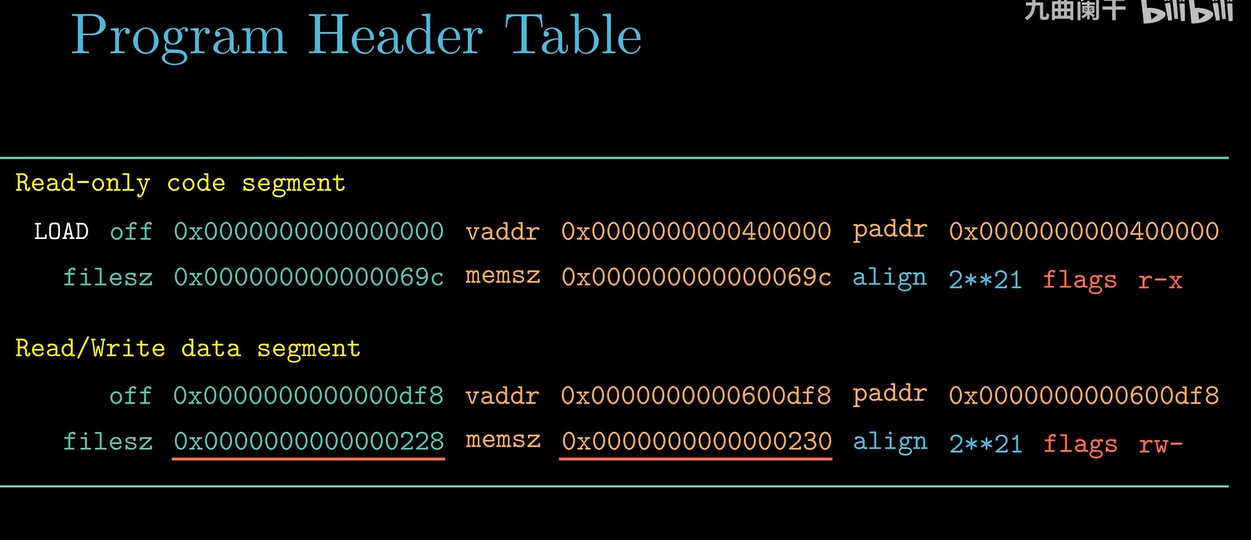 九曲阑干 bilibili
Program Header Table
Read-only code segment
LOAD off 0x0000000000000000 vaddr 0x0000000000400000 paddr 0x0000000000400000
filesz 0x000000000000069c memsz 0x000000000000069c align 2**21 flags r-x
Read/Write data segment
off 0x0000000000000df8 vaddr 0x0000000000600df8 paddr 0x0000000000600df8
filesz 0x0000000000000228 memsz 0x0000000000000230 align 2**21 flags rw-